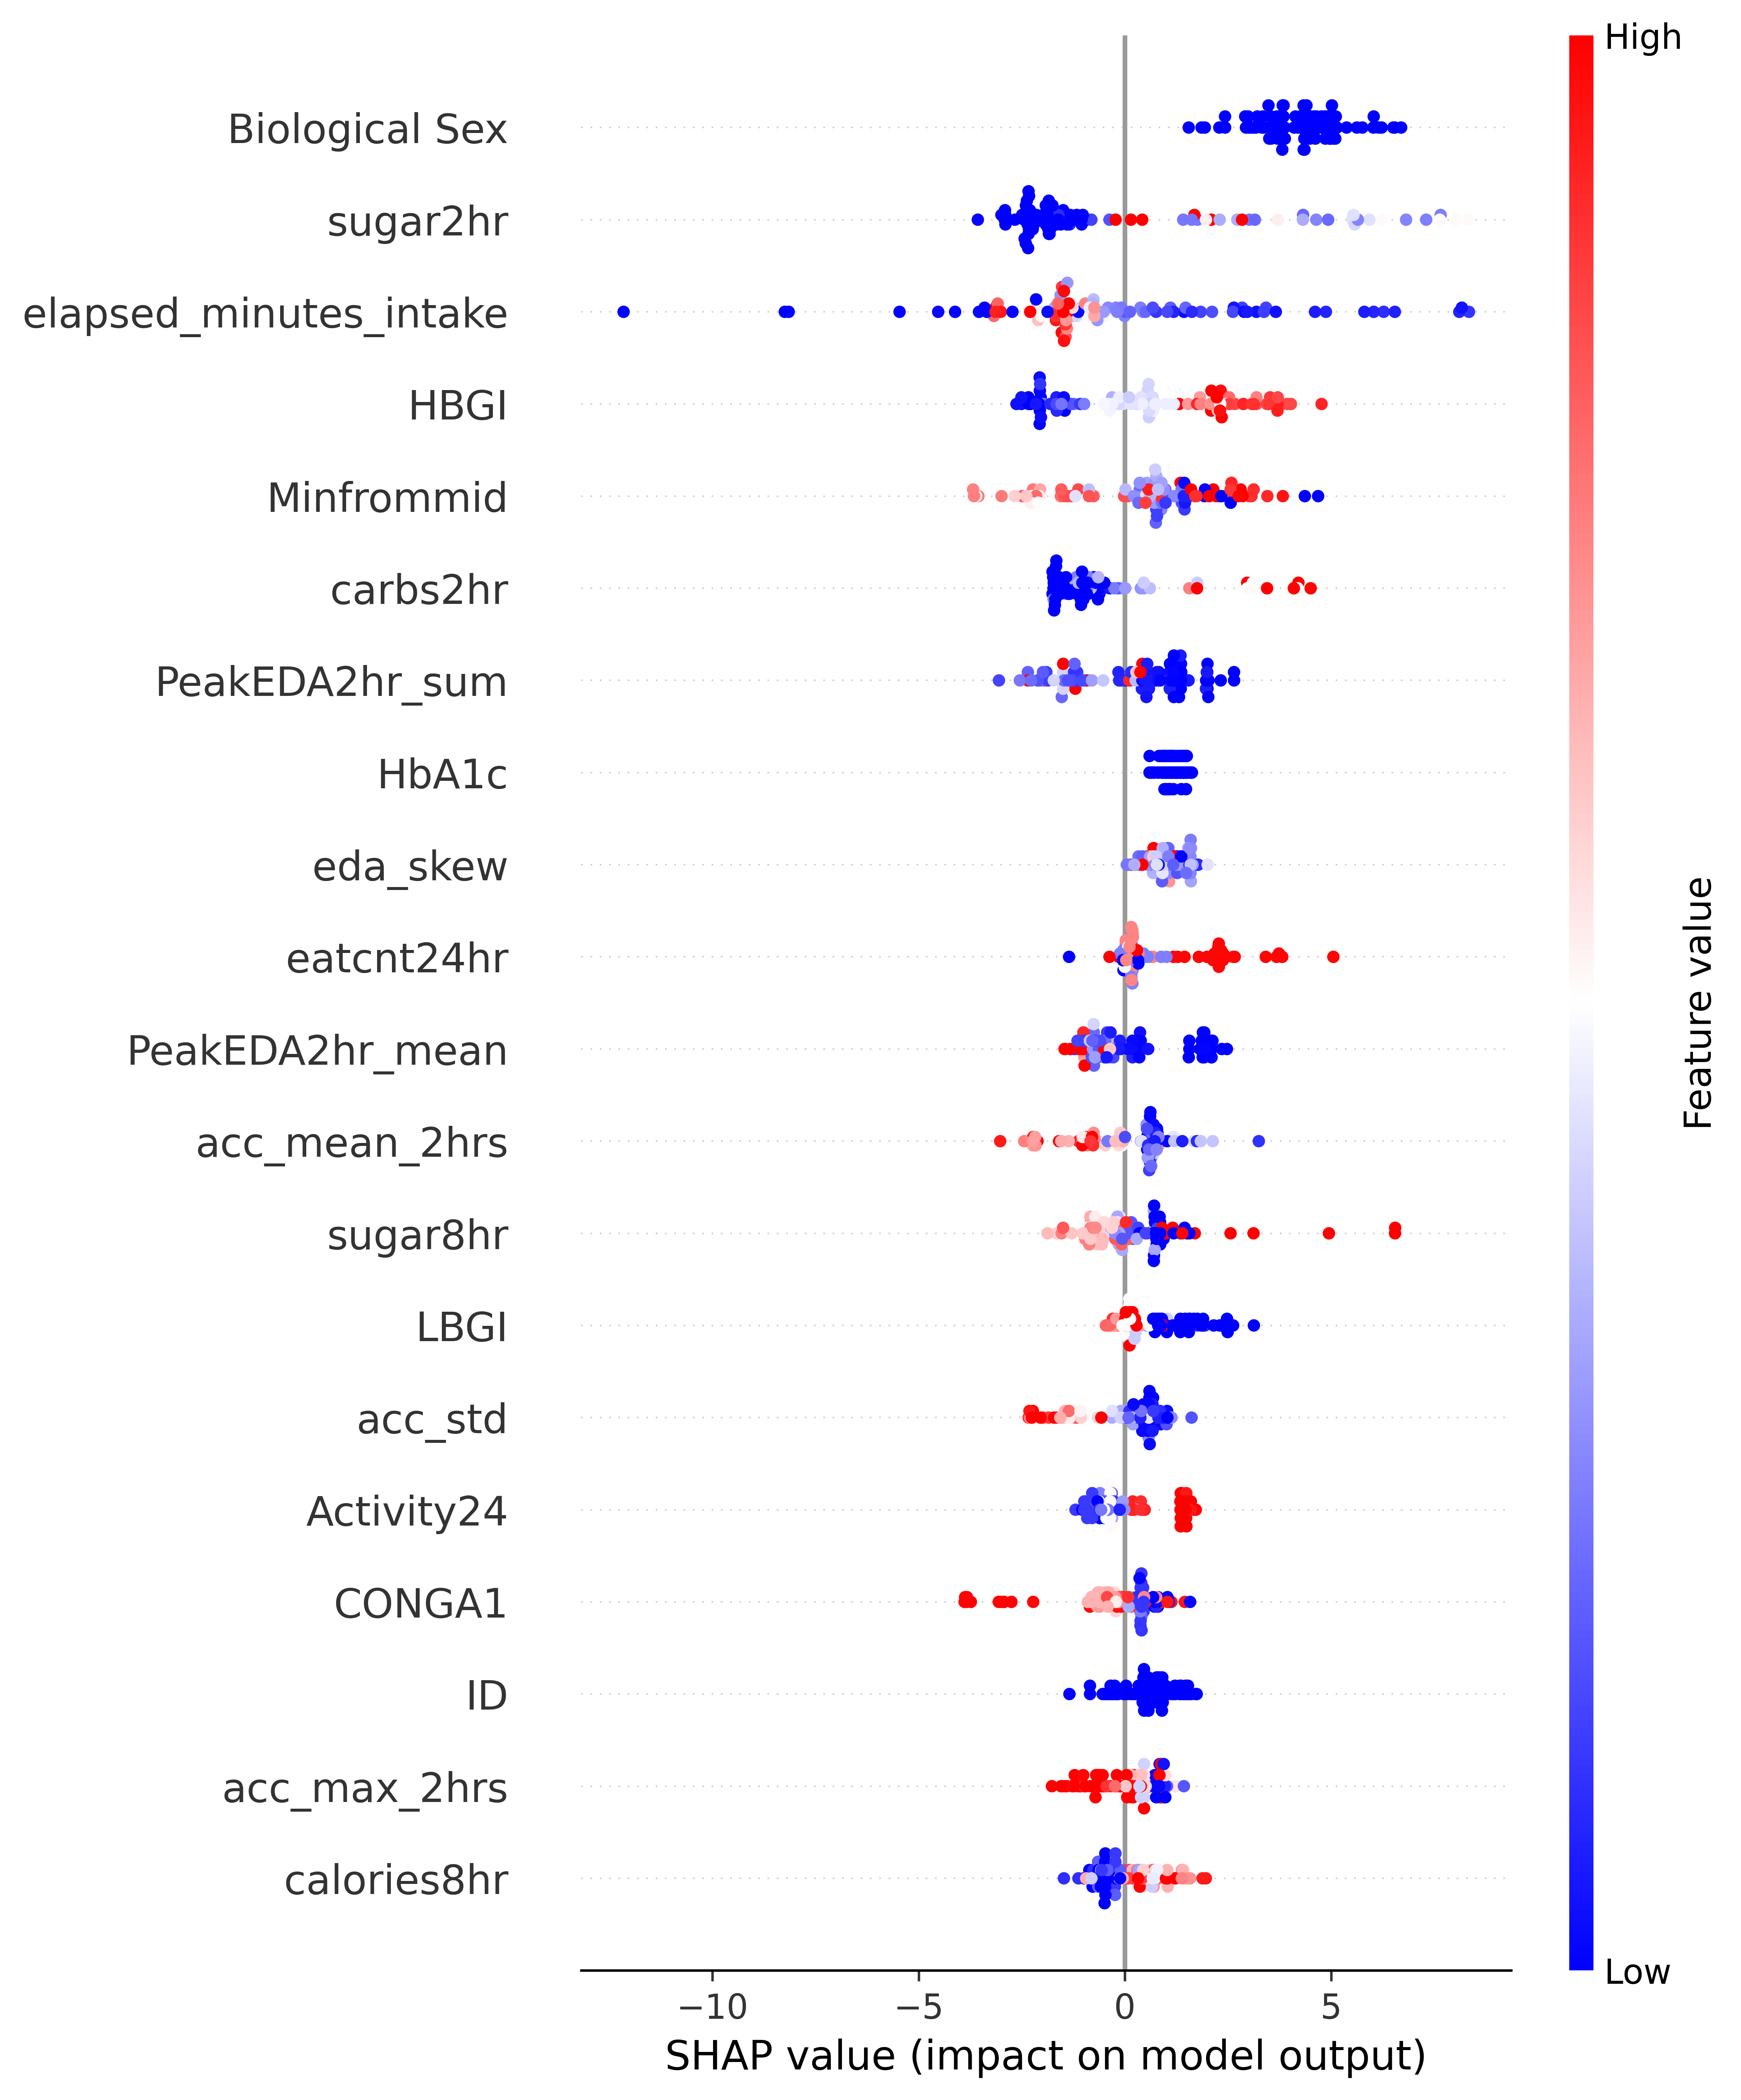 High
Biological Sex
sugar2hr
elapsed_minutes_intake
HBGI
Minfrommid
carbs2hr
PeakEDA2hr_sum
HbA1c
eda_skew
eatcnt24hr
PeakEDA2hr_mean
acc_mean_2hrs
sugar8hr
LBGI
acc_std
Activity24
CONGA1
ID
acc_max_2hrs
calories8hr
Feature value
Low
−10 −5 0 5
SHAP value (impact on model output)